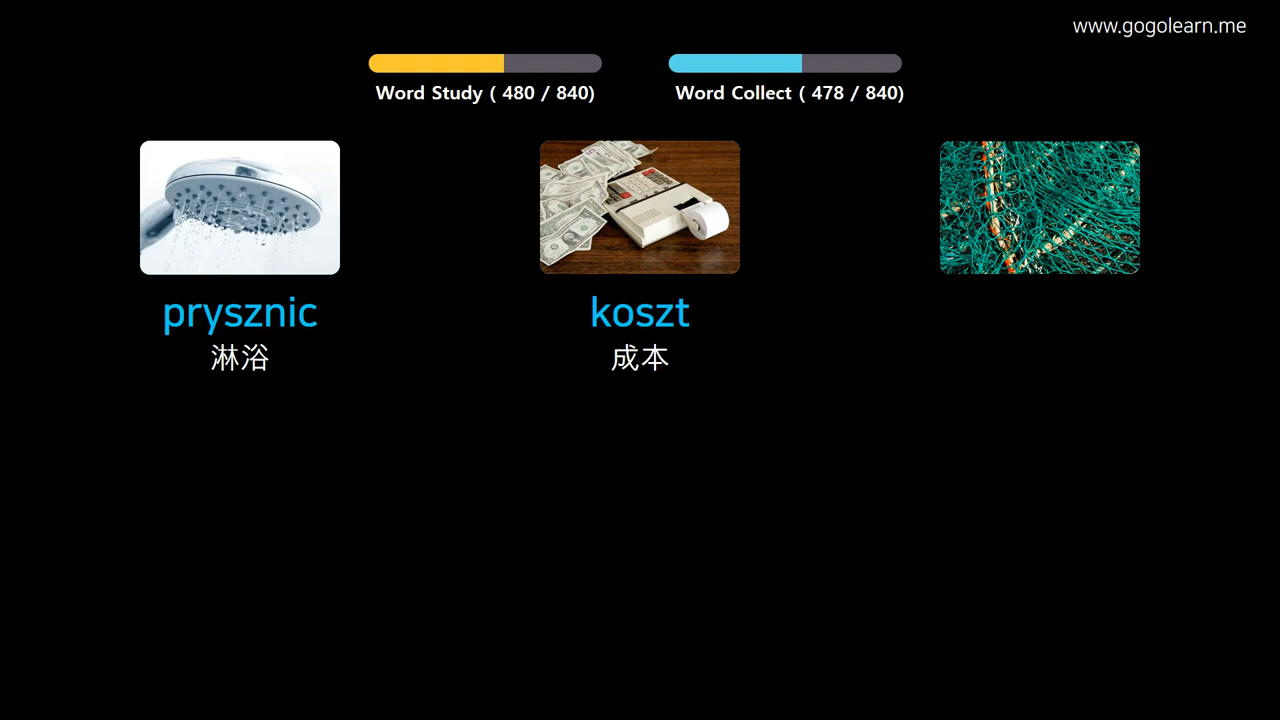 www.gogolearn.me
Word Study ( 480 / 840)
Word Collect ( 478 / 840)
prysznic
淋浴
koszt
成本